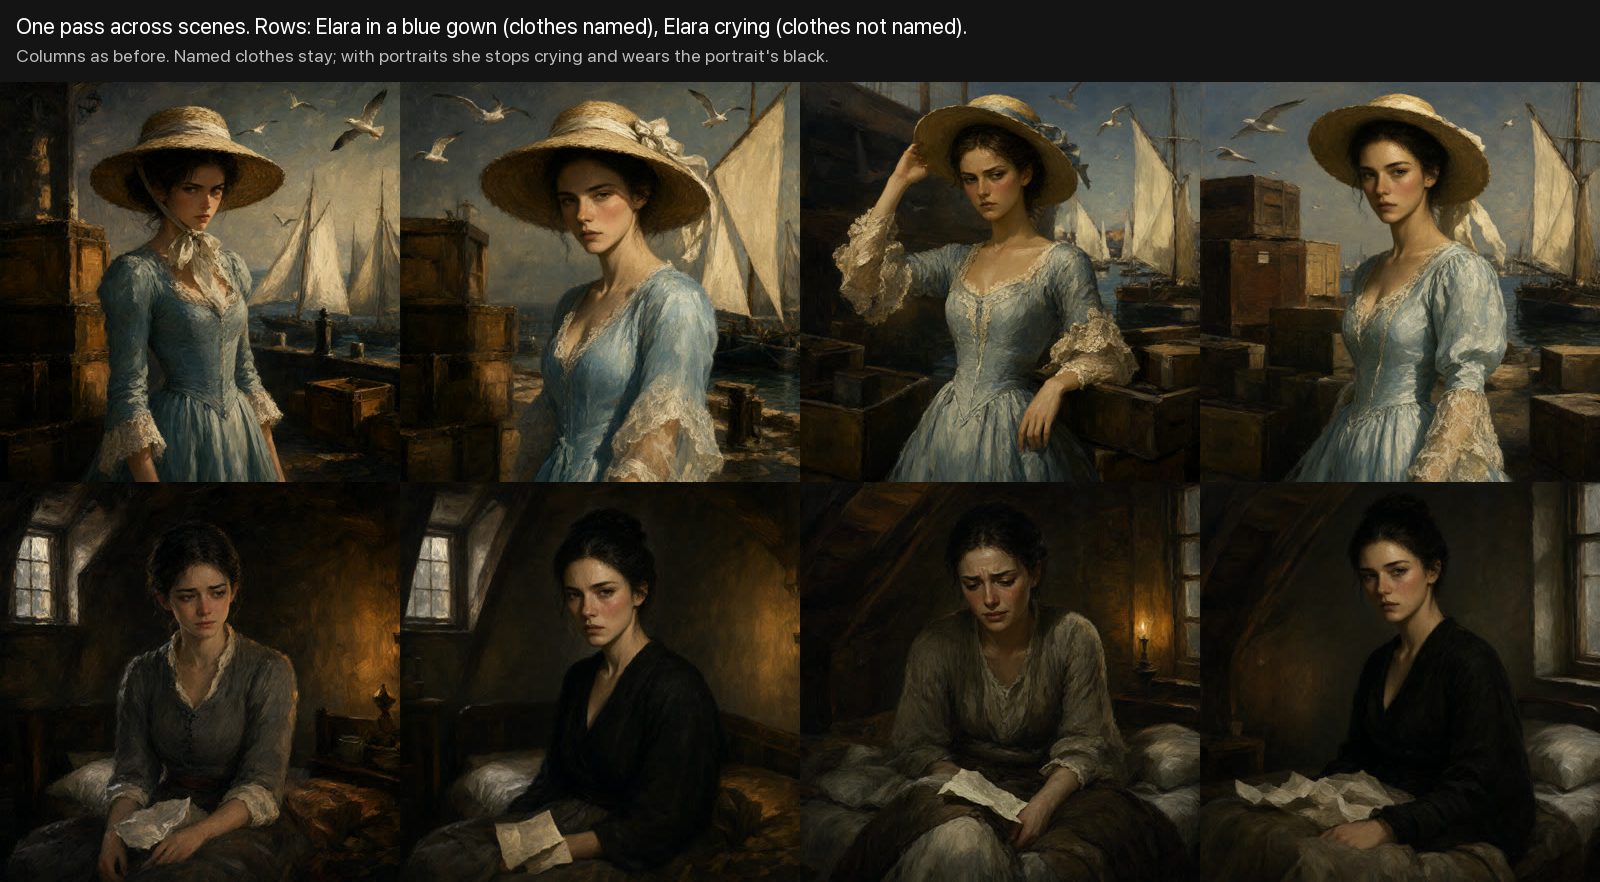 One pass across scenes. Rows: Elara in a blue gown (clothes named), Elara crying (clothes not named).
Columns as before. Named clothes stay; with portraits she stops crying and wears the portrait's black.